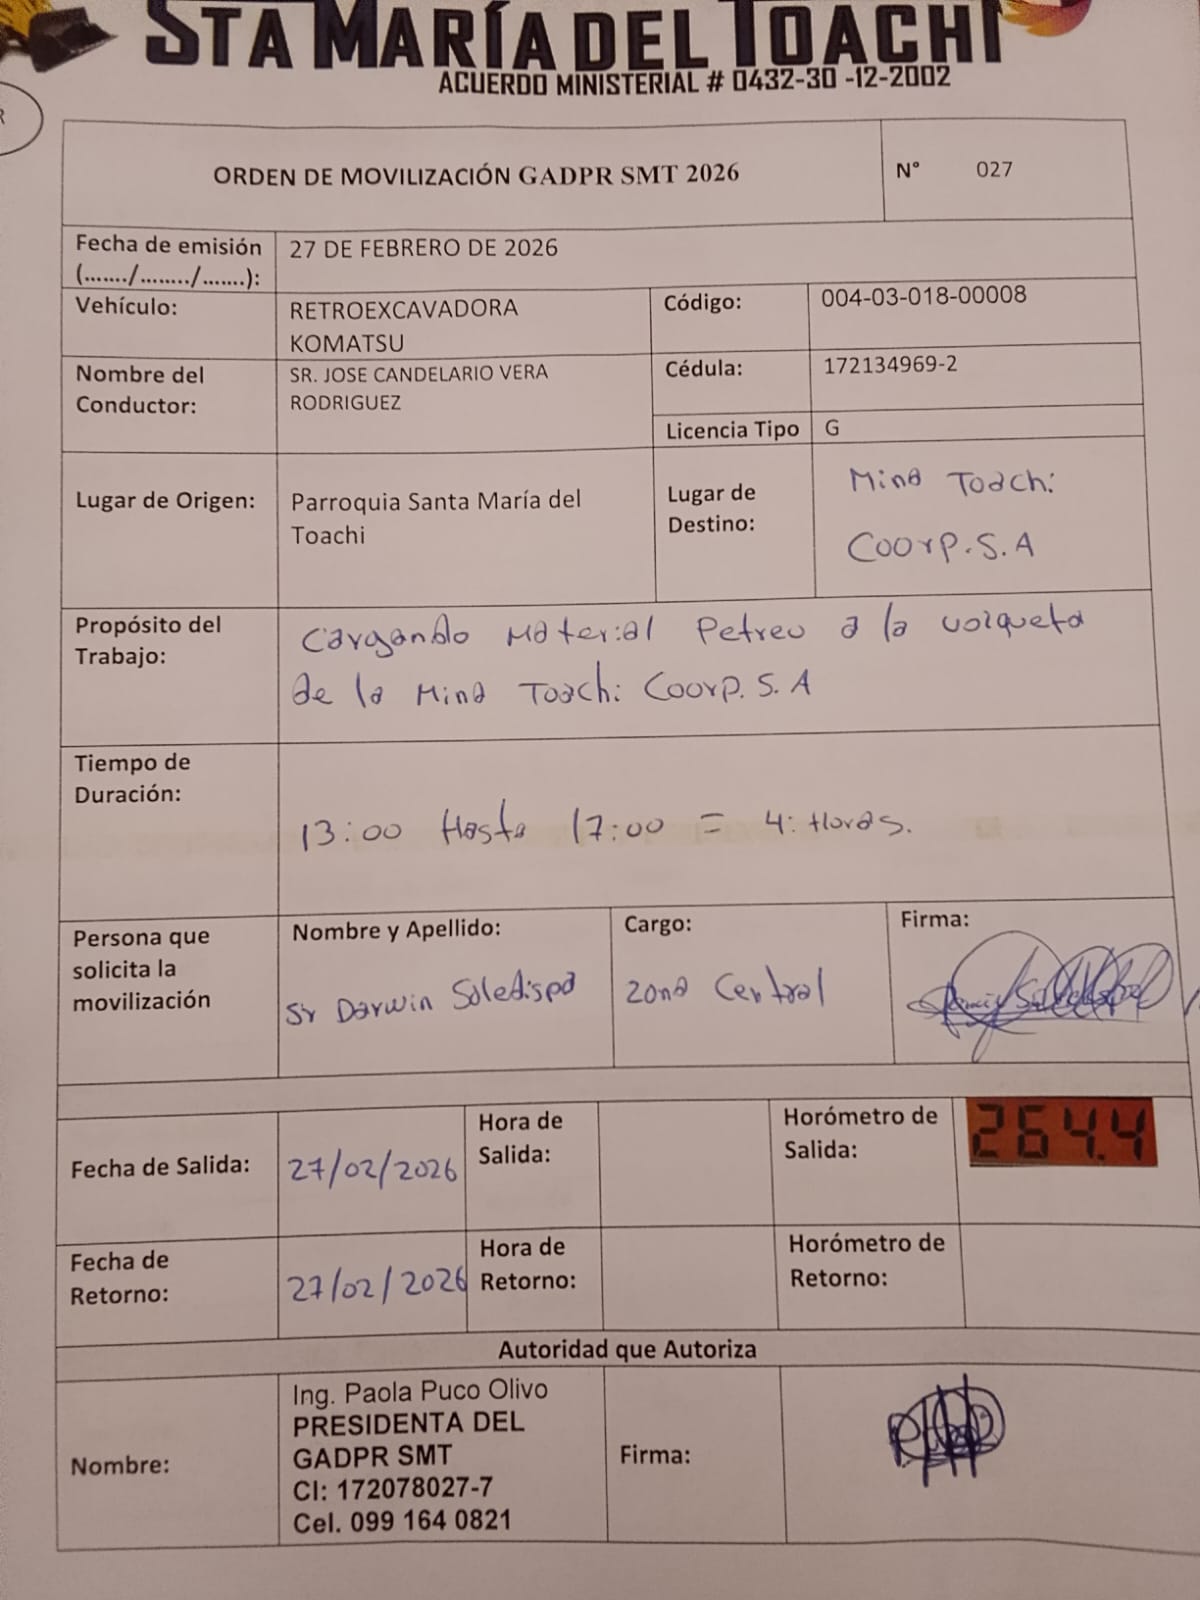 STA MARÍA DEL TOACHI
ACUERDO MINISTERIAL # 0432-30 -12-2002
R
ORDEN DE MOVILIZACIÓN GADPR SMT 2026
N° 027
Fecha de emisión
(......./......../.......):
27 DE FEBRERO DE 2026
Vehículo:
RETROEXCAVADORA
KOMATSU
Código:
004-03-018-00008
Nombre del
Conductor:
SR. JOSE CANDELARIO VERA
RODRIGUEZ
Cédula:
172134969-2
Licencia Tipo
G
Lugar de Origen:
Parroquia Santa María del
Toachi
Lugar de
Destino:
Mina Toachi
Coorp. S. A
Propósito del
Trabajo:
Cargando Material Petreo a la volqueta
de la Mina Toachi Coorp. S. A
Tiempo de
Duración:
13:00 Hasta 17:00 = 4: Horas.
Persona que
solicita la
movilización
Nombre y Apellido:
Sr Darwin Soledispa
Cargo:
zona Central
Firma:
Fecha de Salida:
27/02/2026
Hora de
Salida:
Horómetro de
Salida:
264.4
Fecha de
Retorno:
27/02/2026
Hora de
Retorno:
Horómetro de
Retorno:
Autoridad que Autoriza
Nombre:
Ing. Paola Puco Olivo
PRESIDENTA DEL
GADPR SMT
CI: 172078027-7
Cel. 099 164 0821
Firma: